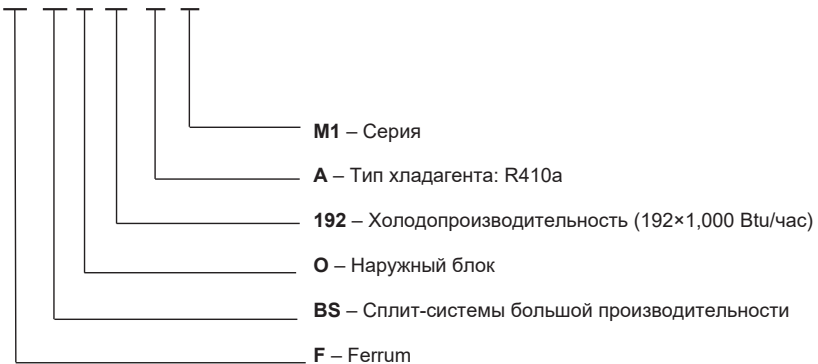 M1 – Серия
A – Тип хладагента: R410a
192 – Холодопроизводительность (192×1,000 Btu/час)
O – Наружный блок
BS – Сплит-системы большой производительности
F – Ferrum